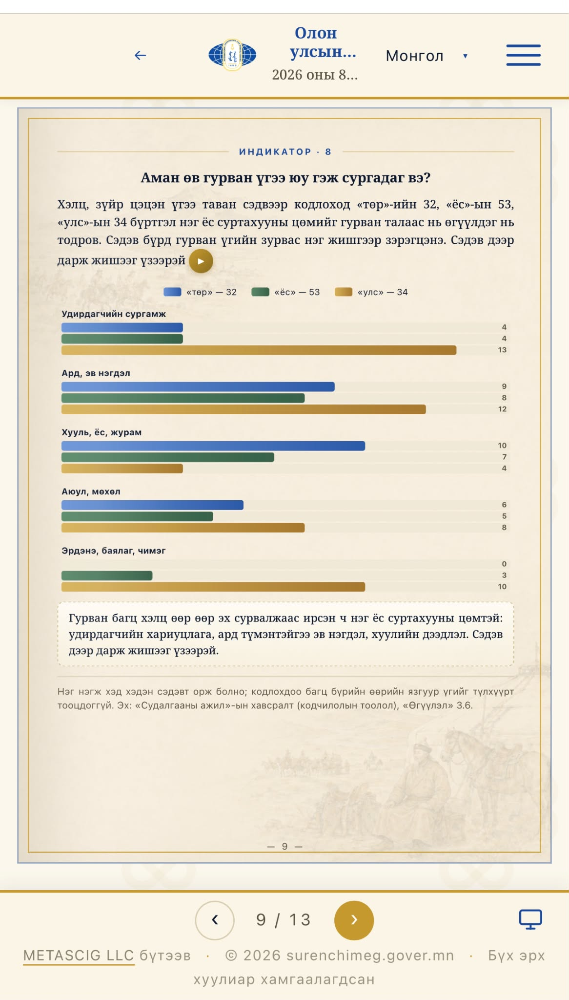 Олон
улсын...
2026 оны 8...
Монгол
ИНДИКАТОР · 8
Аман өв гурван үгээ юу гэж сургадаг вэ?
Хэлц, зүйр цэцэн үгээ таван сэдвээр кодлоход «төр»-ийн 32, «ёс»-ын 53,
«улс»-ын 34 бүртгэл нэг ёс суртахууны цөмийг гурван талаас нь өгүүлдэг нь
тодров. Сэдэв бүрд гурван үгийн зурвас нэг жишгээр зэрэгцэнэ. Сэдэв дээр
дарж жишээг үзээрэй
«төр» — 32 «ёс» — 53 «улс» — 34
Удирдагчийн сургамж
4
4
13
Ард, эв нэгдэл
9
8
12
Хууль, ёс, журам
10
7
4
Аюул, мөхөл
6
5
8
Эрдэнэ, баялаг, чимэг
0
3
10
Гурван багц хэлц өөр өөр эх сурвалжаас ирсэн ч нэг ёс суртахууны цөмтэй:
удирдагчийн хариуцлага, ард түмэнтэйгээ эв нэгдэл, хуулийн дээдлэл. Сэдэв
дээр дарж жишээг үзээрэй.
Нэг нэгж хэд хэдэн сэдэвт орж болно; кодлохдоо багц бүрийн өөрийн язгуур үгийг түлхүүрт
тооцдоггүй. Эх: «Судалгааны ажил»-ын хавсралт (кодчилолын тоолол), «Өгүүлэл» 3.6.
— 9 —
9 / 13
METASCIG LLC бүтээв · © 2026 surenchimeg.gover.mn · Бүх эрх
хуулиар хамгаалагдсан